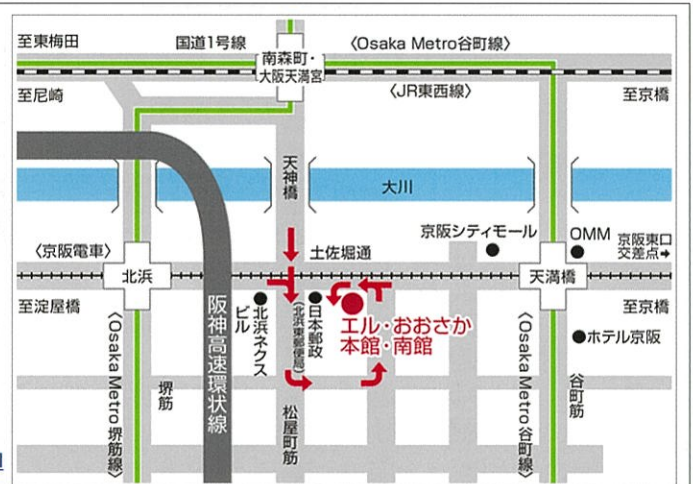 至東梅田
国道1号線
南森町・
大阪天満宮
〈Osaka Metro谷町線〉
至尼崎
〈JR東西線〉
至京橋
天神橋
大川
京阪シティモール
OMM
京阪東口
交差点→
〈京阪電車〉
土佐堀通
北浜
天満橋
至淀屋橋
至京橋
北浜ネクス
ビル
日本郵政
(北浜東郵便局)
エル・おおさか
本館・南館
ホテル京阪
阪神高速環状線
〈Osaka Metro堺筋線〉
堺筋
松屋町筋
〈Osaka Metro谷町線〉
谷町筋